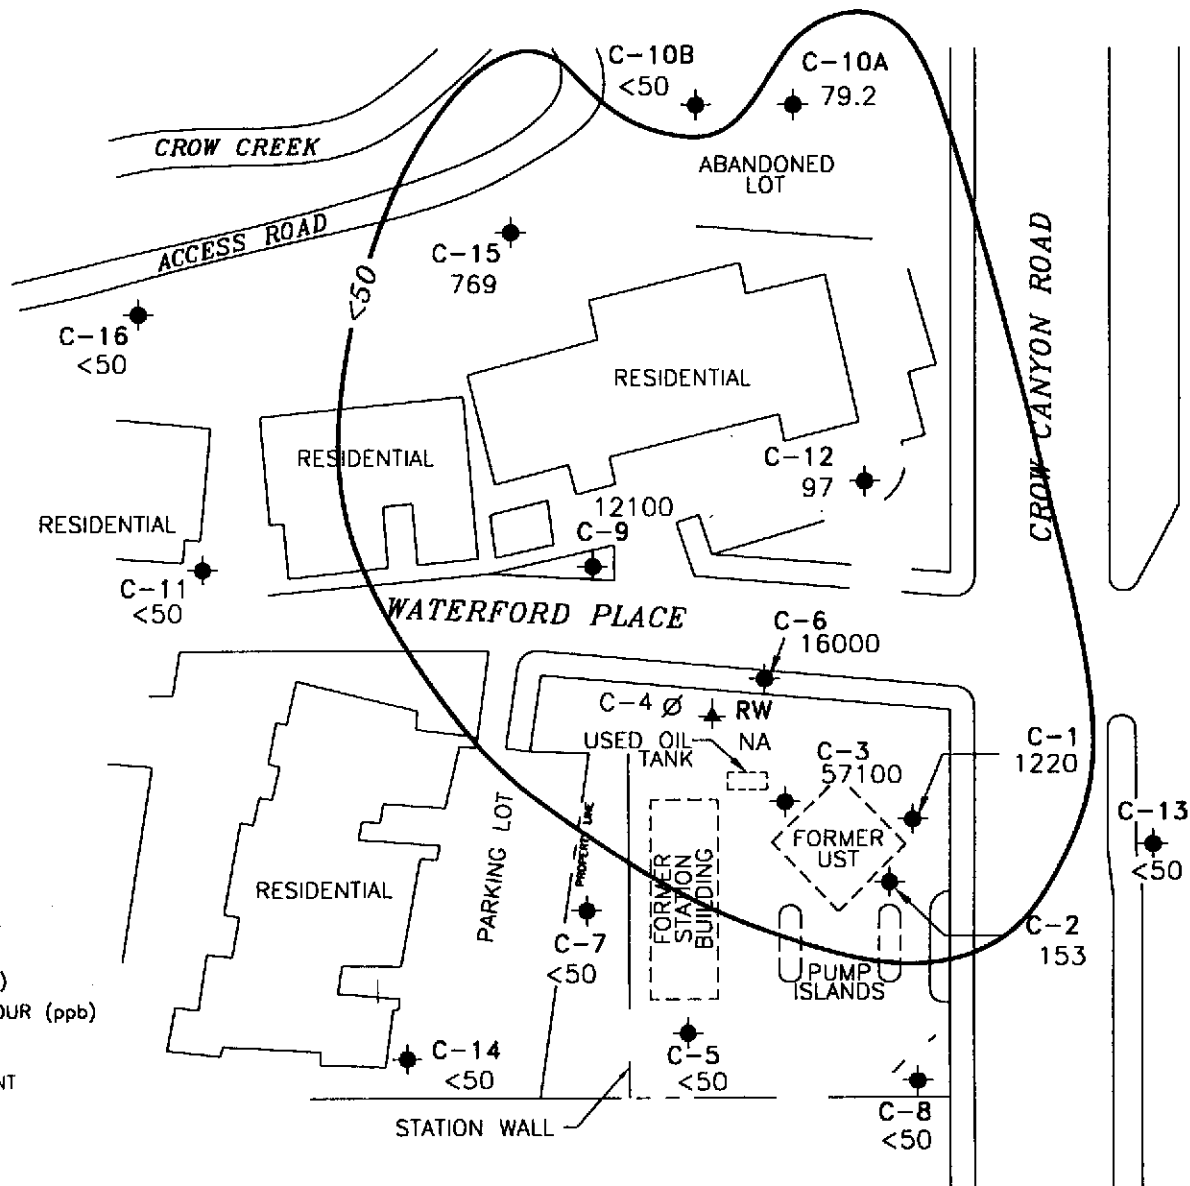 C-10B
<50
C-10A
79.2
CROW CREEK
ABANDONED
LOT
ACCESS ROAD
C-15
769
<50
C-16
<50
CROW CANYON ROAD
RESIDENTIAL
RESIDENTIAL
C-12
97
12100
C-9
RESIDENTIAL
C-11
<50
WATERFORD PLACE
C-6
16000
C-4
RW
NA
USED OIL
TANK
C-3
57100
C-1
1220
C-13
<50
FORMER
UST
PROPERTY LINE
PARKING LOT
FORMER
STATION
BUILDING
RESIDENTIAL
C-7
<50
C-2
153
PUMP
ISLANDS
)
OUR (ppb)
NT
C-14
<50
C-5
<50
C-8
<50
STATION WALL